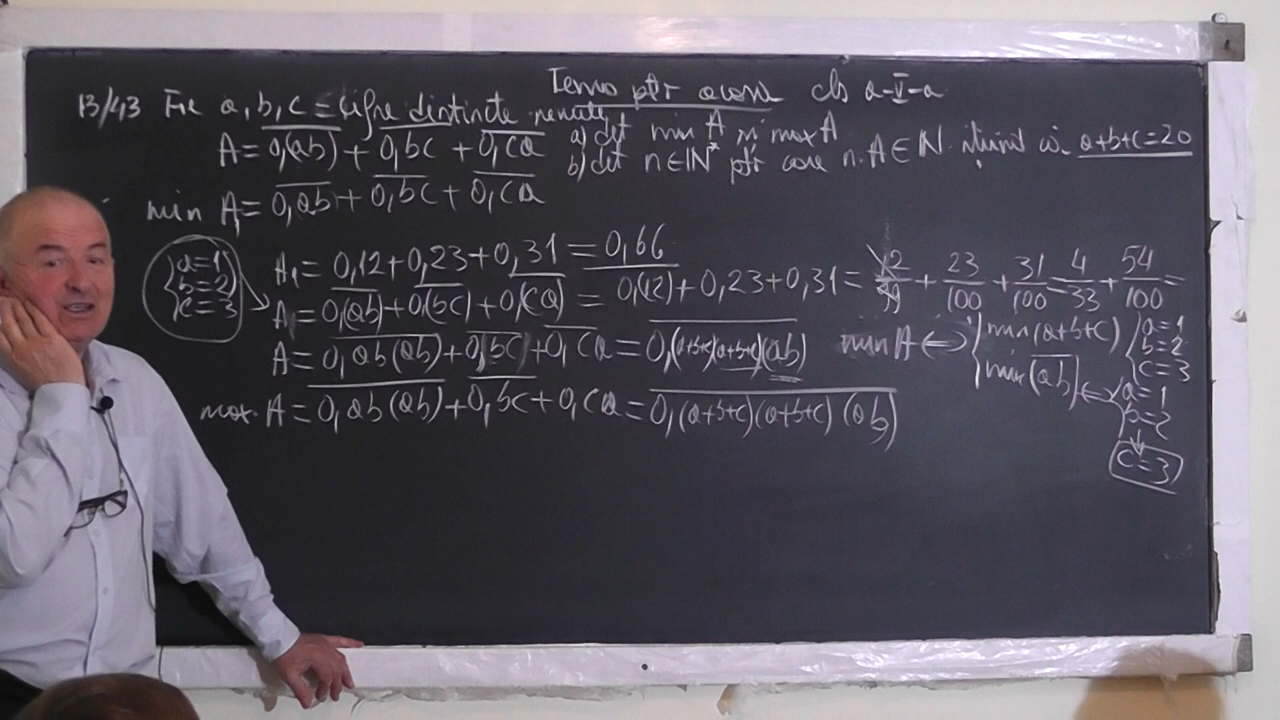 Tema ptr acasa cls a-V-a
13/43 Fie a, b, c = cifre distincte nenule
A = 0,(ab) + 0,bc + 0,ca a) det min A și max A
b) det n∈ℕ* ptr care n·A∈ℕ știind că a+b+c=20
min A₁ = 0,ab + 0,bc + 0,ca
a=1
b=2
c=3
A₁ = 0,12+0,23+0,31 = 0,66
A = 0,(ab)+0,(bc)+0,(ca) = 0,(12)+0,23+0,31 = 12/99 + 23/100 + 31/100 = 4/33 + 54/100 =
A = 0,ab(ab)+0,bc+0,ca = 0,(a+b+c)(a+b+c)(ab) min A ⟺ { min(a+b+c) { a=1 b=2 c=3
min(ab) ⟺ a=1
b=2
c=3
max. A = 0,ab(ab)+0,bc+0,ca = 0,(a+b+c)(a+b+c)(ab)